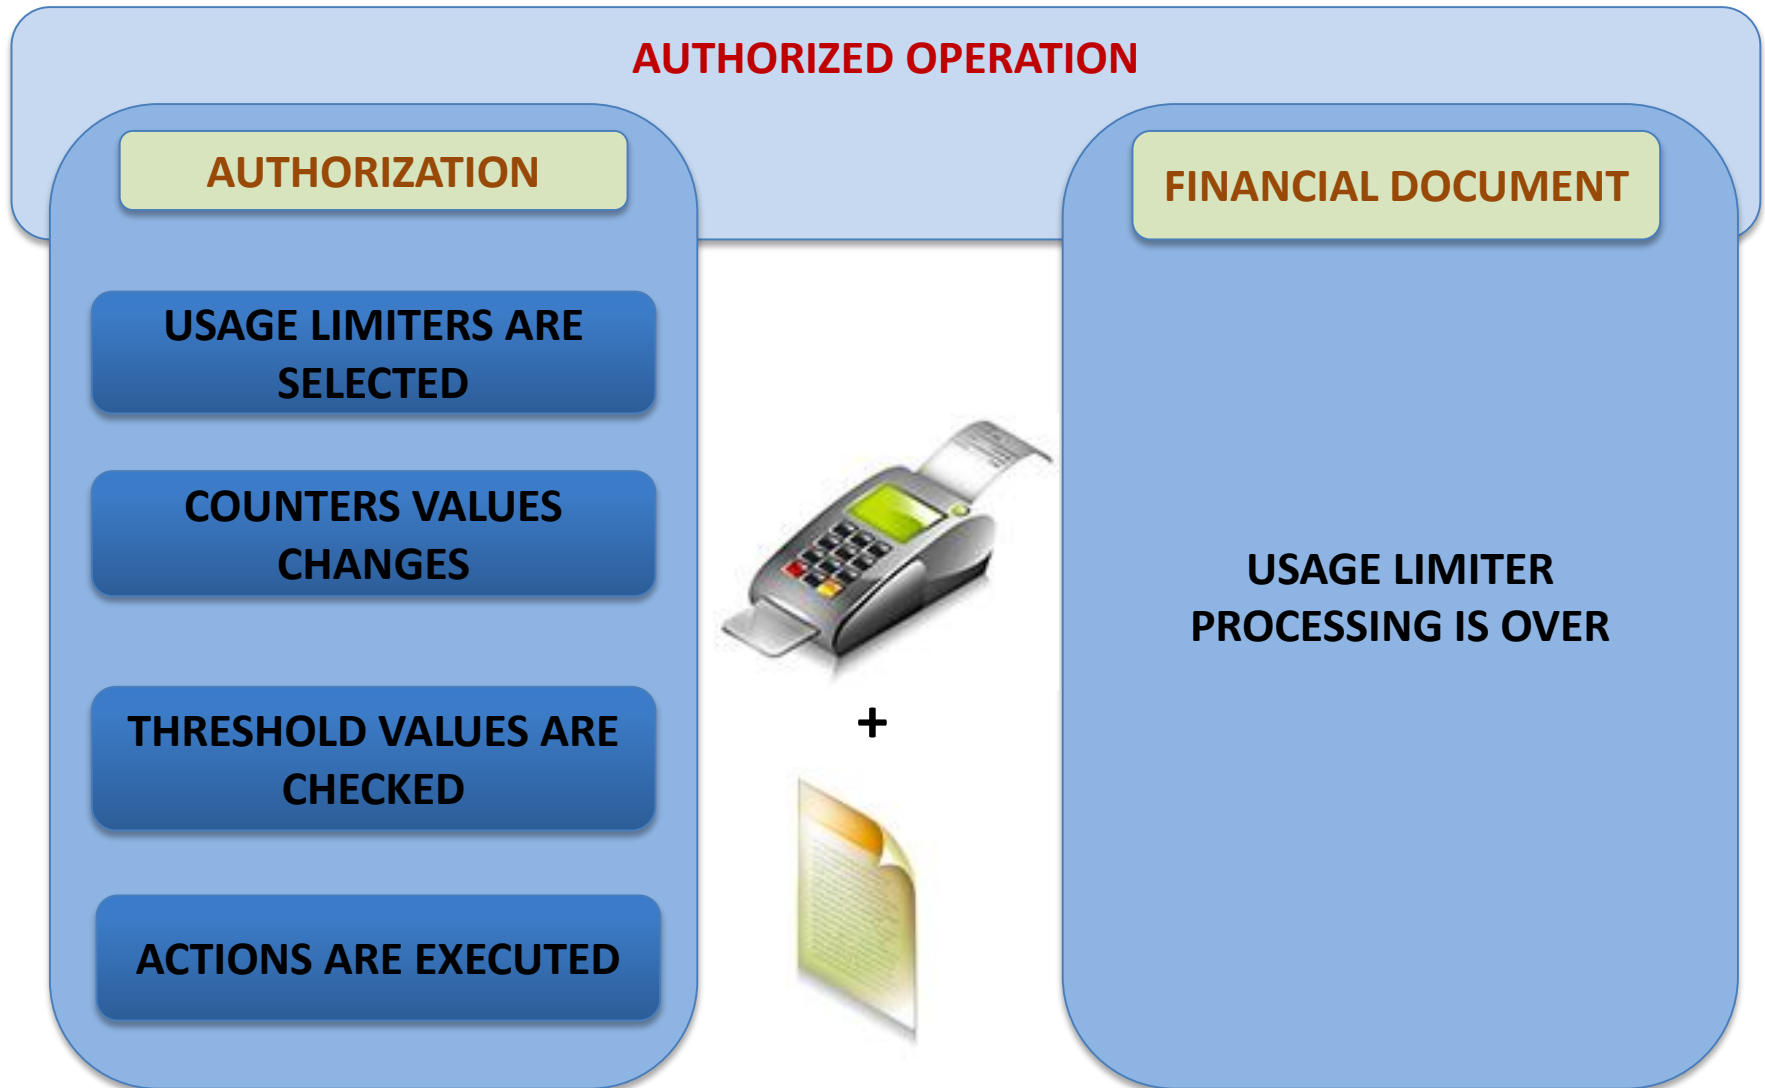 AUTHORIZED OPERATION
AUTHORIZATION
USAGE LIMITERS ARE
SELECTED
COUNTERS VALUES
CHANGES
THRESHOLD VALUES ARE
CHECKED
ACTIONS ARE EXECUTED
+
FINANCIAL DOCUMENT
USAGE LIMITER
PROCESSING IS OVER